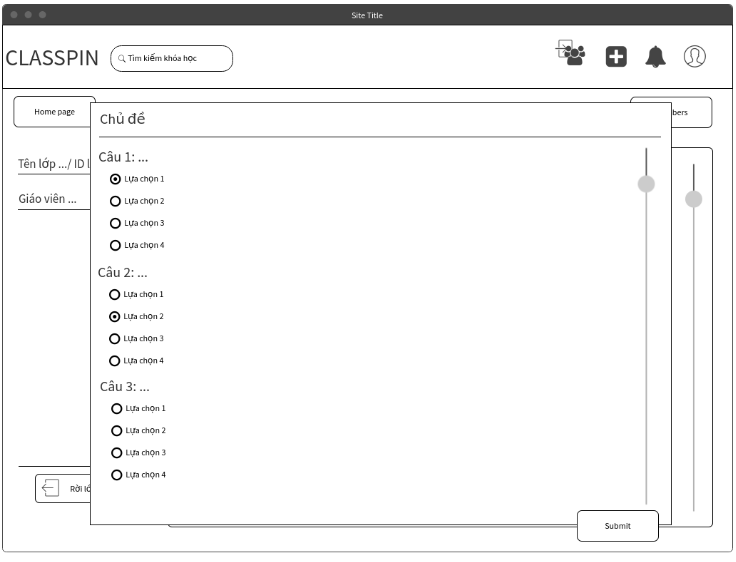 Site Title
CLASSPIN
Tìm kiếm khóa học
Home page
bers
Chủ đề
Tên lớp .../ ID l
Giáo viên ...
Câu 1: ...
Lựa chọn 1
Lựa chọn 2
Lựa chọn 3
Lựa chọn 4
Câu 2: ...
Lựa chọn 1
Lựa chọn 2
Lựa chọn 3
Lựa chọn 4
Câu 3: ...
Lựa chọn 1
Lựa chọn 2
Lựa chọn 3
Lựa chọn 4
Rời lớ
Submit